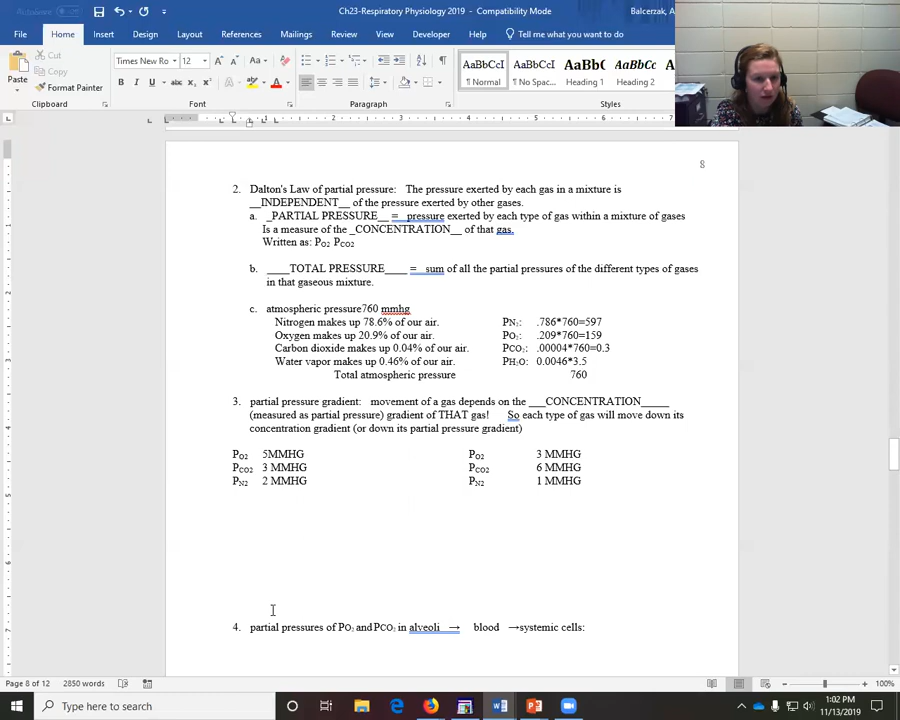 Ch23-Respiratory Physiology 2019 - Compatibility Mode
Balcerzak, A
File Home Insert Design Layout References Mailings Review View ACROBAT Help Acrobat Tell me what you want to do
Cut
Copy
Format Painter
Paste
Times New Ro 12
AaBbCcI AaBbCcI AaBb( AaBbCc
¶ Normal ¶ No Spac... Heading 1 Heading 2
Clipboard Font Paragraph Styles
8
2. Dalton's Law of partial pressure: The pressure exerted by each gas in a mixture is
__INDEPENDENT__ of the pressure exerted by other gases.
a. _PARTIAL PRESSURE__ = pressure exerted by each type of gas within a mixture of gases
Is a measure of the _CONCENTRATION__ of that gas.
Written as: PO2 PCO2
b. ____TOTAL PRESSURE____ = sum of all the partial pressures of the different types of gases
in that gaseous mixture.
c. atmospheric pressure760 mmhg
Nitrogen makes up 78.6% of our air. PN2: .786*760=597
Oxygen makes up 20.9% of our air. PO2: .209*760=159
Carbon dioxide makes up 0.04% of our air. PCO2: .00004*760=0.3
Water vapor makes up 0.46% of our air. PH2O: 0.0046*3.5
Total atmospheric pressure 760
3. partial pressure gradient: movement of a gas depends on the ___CONCENTRATION_____
(measured as partial pressure) gradient of THAT gas! So each type of gas will move down its
concentration gradient (or down its partial pressure gradient)
PO2 5MMHG PO2 3 MMHG
PCO2 3 MMHG PCO2 6 MMHG
PN2 2 MMHG PN2 1 MMHG
4. partial pressures of PO2 and PCO2 in alveoli → blood →systemic cells:
Page 8 of 12 2850 words 100%
Type here to search
1:02 PM
11/13/2019